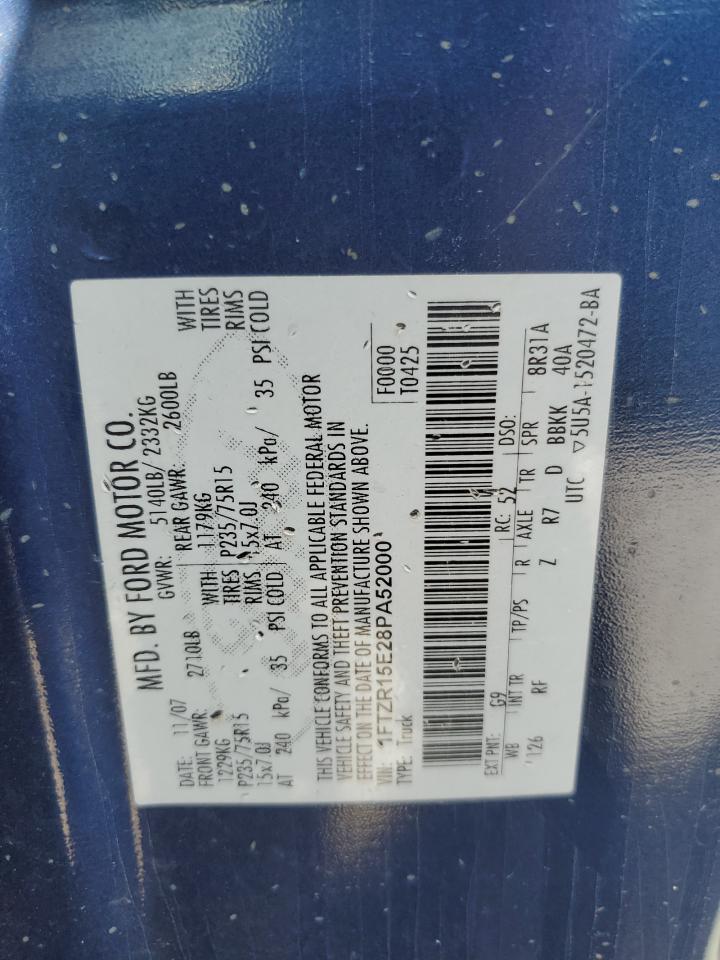 MFD. BY FORD MOTOR CO.
DATE: 11/07 GVWR: 5140LB/ 2332KG
FRONT GAWR: 2710LB REAR GAWR: 2600LB
1229KG WITH 1179KG WITH
P235/75R15 TIRES P235/75R15 TIRES
15x7.0J RIMS 15x7.0J RIMS
AT 240 kPa/ 35 PSI COLD AT 240 kPa/ 35 PSI COLD
THIS VEHICLE CONFORMS TO ALL APPLICABLE FEDERAL MOTOR
VEHICLE SAFETY AND THEFT PREVENTION STANDARDS IN
EFFECT ON THE DATE OF MANUFACTURE SHOWN ABOVE.
VIN: 1FTZR15E28PA52000 F0000
TYPE: Truck T0425
EXT PNT: G9 RC: 52 DSO:
WB INT TR TP/PS R AXLE TR SPR 8R31A
126 RF Z R7 D BBKK 40A
UTC ▽5U5A-1520472-BA